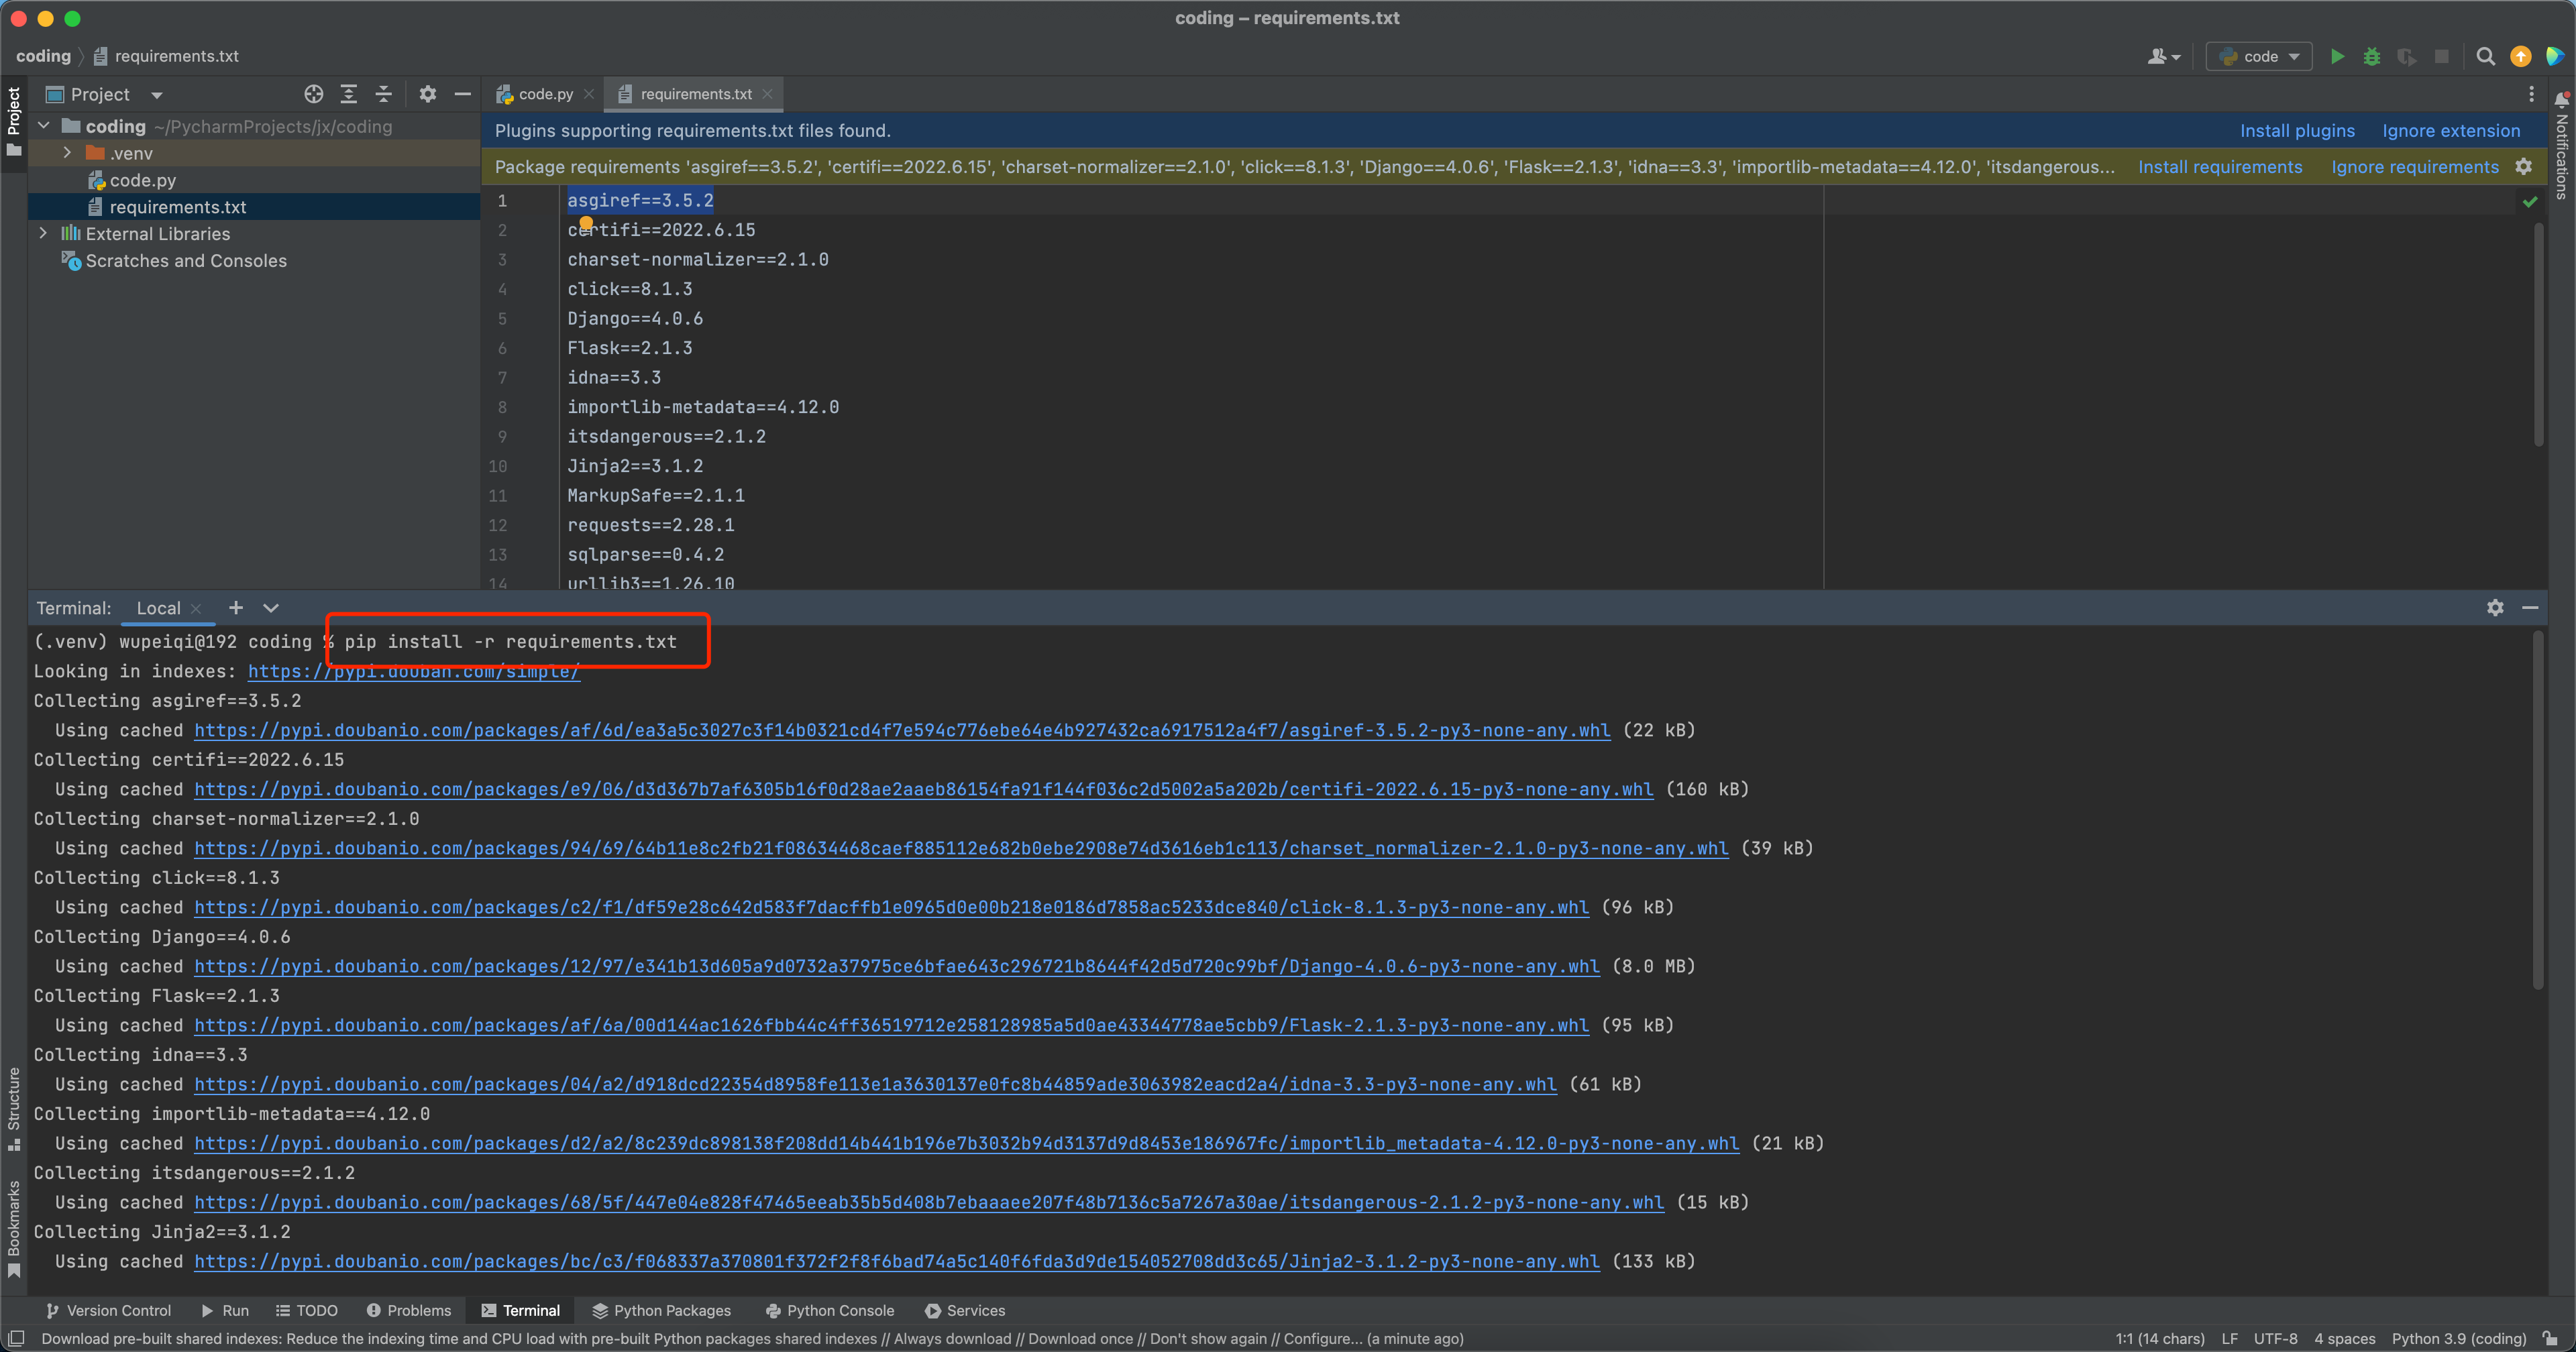 coding – requirements.txt
coding requirements.txt
code
Project
Project
code.py
requirements.txt
Notifications
coding ~/PycharmProjects/jx/coding
.venv
code.py
requirements.txt
External Libraries
Scratches and Consoles
Plugins supporting requirements.txt files found. Install plugins Ignore extension
Package requirements 'asgiref==3.5.2', 'certifi==2022.6.15', 'charset-normalizer==2.1.0', 'click==8.1.3', 'Django==4.0.6', 'Flask==2.1.3', 'idna==3.3', 'importlib-metadata==4.12.0', 'itsdangerous... Install requirements Ignore requirements
1 asgiref==3.5.2
2 certifi==2022.6.15
3 charset-normalizer==2.1.0
4 click==8.1.3
5 Django==4.0.6
6 Flask==2.1.3
7 idna==3.3
8 importlib-metadata==4.12.0
9 itsdangerous==2.1.2
10 Jinja2==3.1.2
11 MarkupSafe==2.1.1
12 requests==2.28.1
13 sqlparse==0.4.2
14 urllib3==1.26.10
Terminal: Local
(.venv) wupeiqi@192 coding % pip install -r requirements.txt
Looking in indexes: https://pypi.douban.com/simple/
Collecting asgiref==3.5.2
Using cached https://pypi.doubanio.com/packages/af/6d/ea3a5c3027c3f14b0321cd4f7e594c776ebe64e4b927432ca6917512a4f7/asgiref-3.5.2-py3-none-any.whl (22 kB)
Collecting certifi==2022.6.15
Using cached https://pypi.doubanio.com/packages/e9/06/d3d367b7af6305b16f0d28ae2aaeb86154fa91f144f036c2d5002a5a202b/certifi-2022.6.15-py3-none-any.whl (160 kB)
Collecting charset-normalizer==2.1.0
Using cached https://pypi.doubanio.com/packages/94/69/64b11e8c2fb21f08634468caef885112e682b0ebe2908e74d3616eb1c113/charset_normalizer-2.1.0-py3-none-any.whl (39 kB)
Collecting click==8.1.3
Using cached https://pypi.doubanio.com/packages/c2/f1/df59e28c642d583f7dacffb1e0965d0e00b218e0186d7858ac5233dce840/click-8.1.3-py3-none-any.whl (96 kB)
Collecting Django==4.0.6
Using cached https://pypi.doubanio.com/packages/12/97/e341b13d605a9d0732a37975ce6bfae643c296721b8644f42d5d720c99bf/Django-4.0.6-py3-none-any.whl (8.0 MB)
Collecting Flask==2.1.3
Using cached https://pypi.doubanio.com/packages/af/6a/00d144ac1626fbb44c4ff36519712e258128985a5d0ae43344778ae5cbb9/Flask-2.1.3-py3-none-any.whl (95 kB)
Collecting idna==3.3
Using cached https://pypi.doubanio.com/packages/04/a2/d918dcd22354d8958fe113e1a3630137e0fc8b44859ade3063982eacd2a4/idna-3.3-py3-none-any.whl (61 kB)
Collecting importlib-metadata==4.12.0
Using cached https://pypi.doubanio.com/packages/d2/a2/8c239dc898138f208dd14b441b196e7b3032b94d3137d9d8453e186967fc/importlib_metadata-4.12.0-py3-none-any.whl (21 kB)
Collecting itsdangerous==2.1.2
Using cached https://pypi.doubanio.com/packages/68/5f/447e04e828f47465eeab35b5d408b7ebaaaee207f48b7136c5a7267a30ae/itsdangerous-2.1.2-py3-none-any.whl (15 kB)
Collecting Jinja2==3.1.2
Using cached https://pypi.doubanio.com/packages/bc/c3/f068337a370801f372f2f8f6bad74a5c140f6fda3d9de154052708dd3c65/Jinja2-3.1.2-py3-none-any.whl (133 kB)
Structure
Bookmarks
Version Control Run TODO Problems Terminal Python Packages Python Console Services
Download pre-built shared indexes: Reduce the indexing time and CPU load with pre-built Python packages shared indexes // Always download // Download once // Don't show again // Configure... (a minute ago) 1:1 (14 chars) LF UTF-8 4 spaces Python 3.9 (coding)